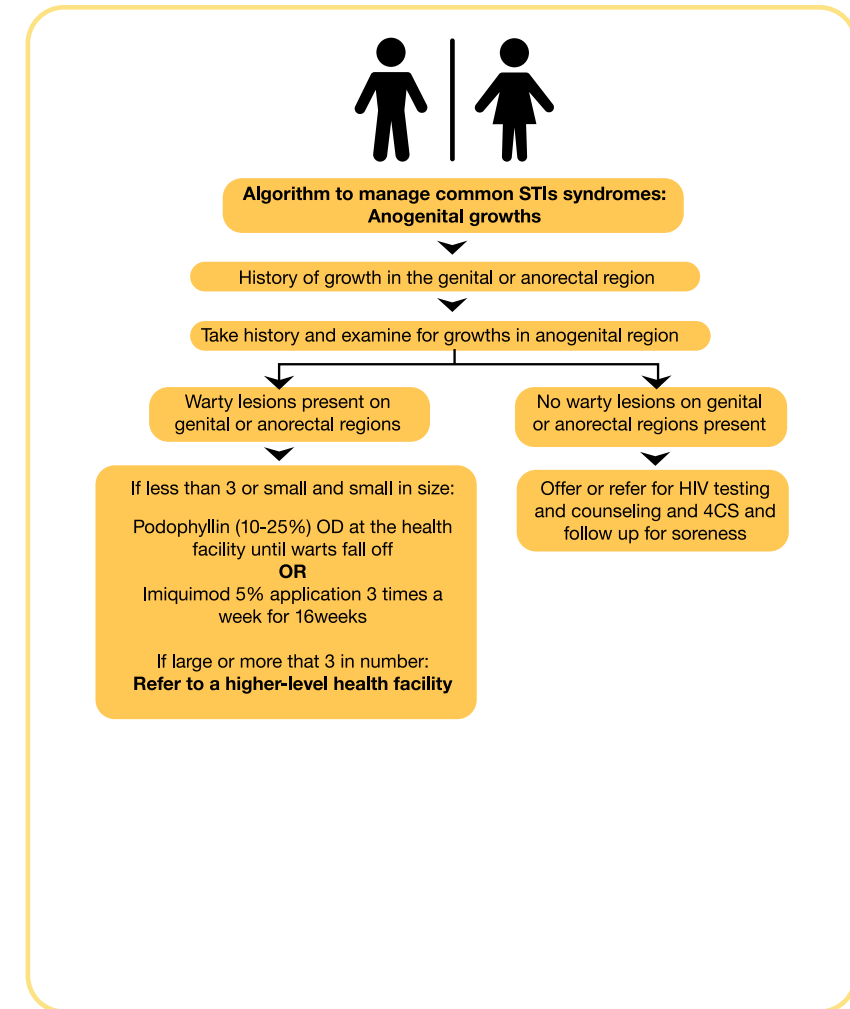 Algorithm to manage common STIs syndromes:
Anogenital growths
History of growth in the genital or anorectal region
Take history and examine for growths in anogenital region
Warty lesions present on
genital or anorectal regions
No warty lesions on genital
or anorectal regions present
If less than 3 or small and small in size:
Podophyllin (10-25%) OD at the health
facility until warts fall off
OR
Imiquimod 5% application 3 times a
week for 16weeks
If large or more that 3 in number:
Refer to a higher-level health facility
Offer or refer for HIV testing
and counseling and 4CS and
follow up for soreness